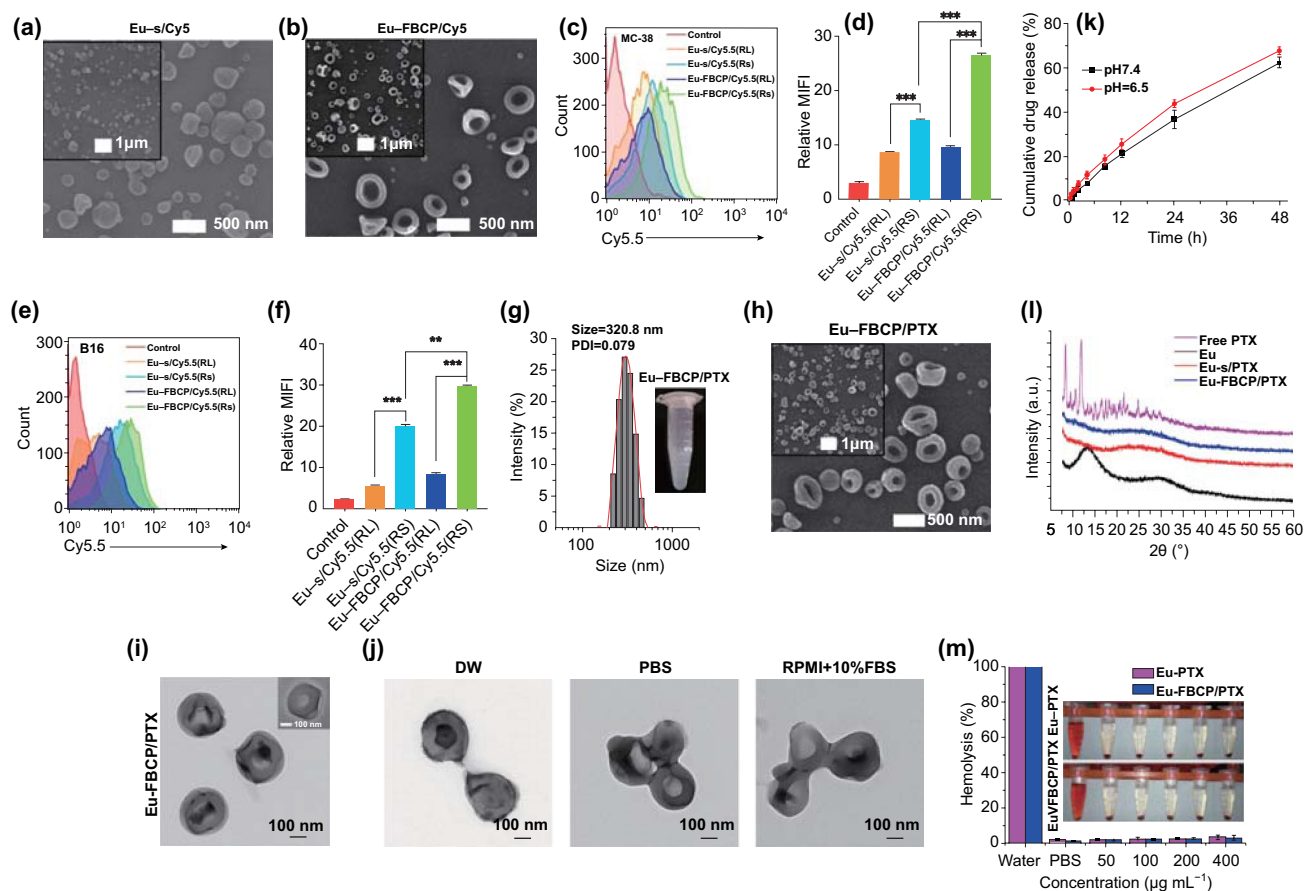 (a)
Eu–s/Cy5
1μm
500 nm
(b)
Eu–FBCP/Cy5
1μm
500 nm
(c)
MC-38
Control
Eu-s/Cy5.5(RL)
Eu-s/Cy5.5(Rs)
Eu-FBCP/Cy5.5(RL)
Eu-FBCP/Cy5.5(Rs)
Count
300
200
100
0
10⁰ 10¹ 10² 10³ 10⁴
Cy5.5
(d)
***
***
***
Relative MIFI
30
20
10
0
Control
Eu–s/Cy5.5(RL)
Eu–s/Cy5.5(RS)
Eu–FBCP/Cy5.5(RL)
Eu–FBCP/Cy5.5(RS)
(k)
Cumulative drug release (%)
80
60
40
20
0
pH7.4
pH=6.5
0 12 24 36 48
Time (h)
(e)
B16
Control
Eu–s/Cy5.5(RL)
Eu–s/Cy5.5(Rs)
Eu–FBCP/Cy5.5(RL)
Eu–FBCP/Cy5.5(Rs)
Count
300
200
100
0
10⁰ 10¹ 10² 10³ 10⁴
Cy5.5
(f)
**
***
***
Relative MIFI
40
30
20
10
0
Control
Eu–s/Cy5.5(RL)
Eu–s/Cy5.5(RS)
Eu–FBCP/Cy5.5(RL)
Eu–FBCP/Cy5.5(RS)
(g)
Size=320.8 nm
PDI=0.079
Eu–FBCP/PTX
Intensity (%)
30
25
20
15
10
5
0
100 1000
Size (nm)
(h)
Eu–FBCP/PTX
1μm
500 nm
(l)
Free PTX
Eu
Eu-s/PTX
Eu-FBCP/PTX
Intensity (a.u.)
5 10 15 20 25 30 35 40 45 50 55 60
2θ (°)
(i)
Eu-FBCP/PTX
100 nm
100 nm
(j)
DW
100 nm
PBS
100 nm
RPMI+10%FBS
100 nm
(m)
Eu-PTX
Eu-FBCP/PTX
Eu–PTX
EuVFBCP/PTX
Hemolysis (%)
100
80
60
40
20
0
Water PBS 50 100 200 400
Concentration (μg mL⁻¹)